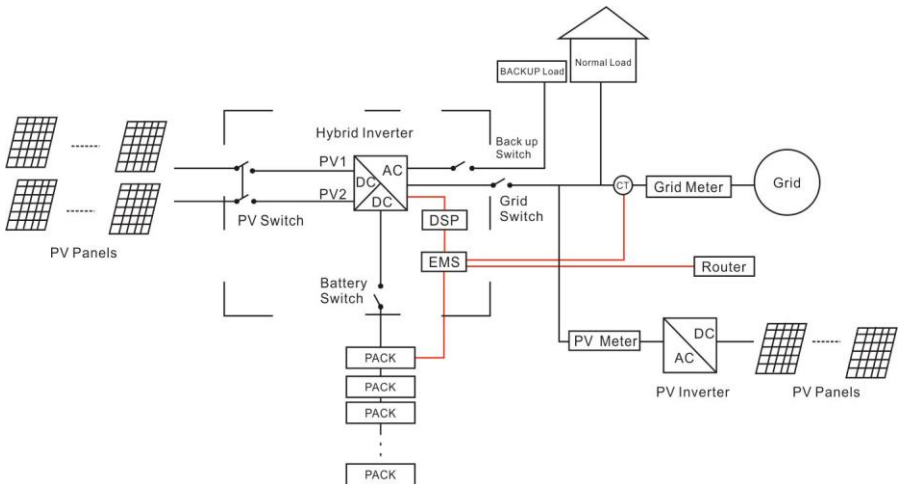 BACKUP Load
Normal Load
Hybrid Inverter
Back up
Switch
PV1
AC
DC
DC
PV2
PV Switch
PV Panels
Grid
Switch
CT
Grid Meter
Grid
DSP
EMS
Router
Battery
Switch
PACK
PACK
PACK
PACK
PV Meter
DC
AC
PV Inverter
PV Panels